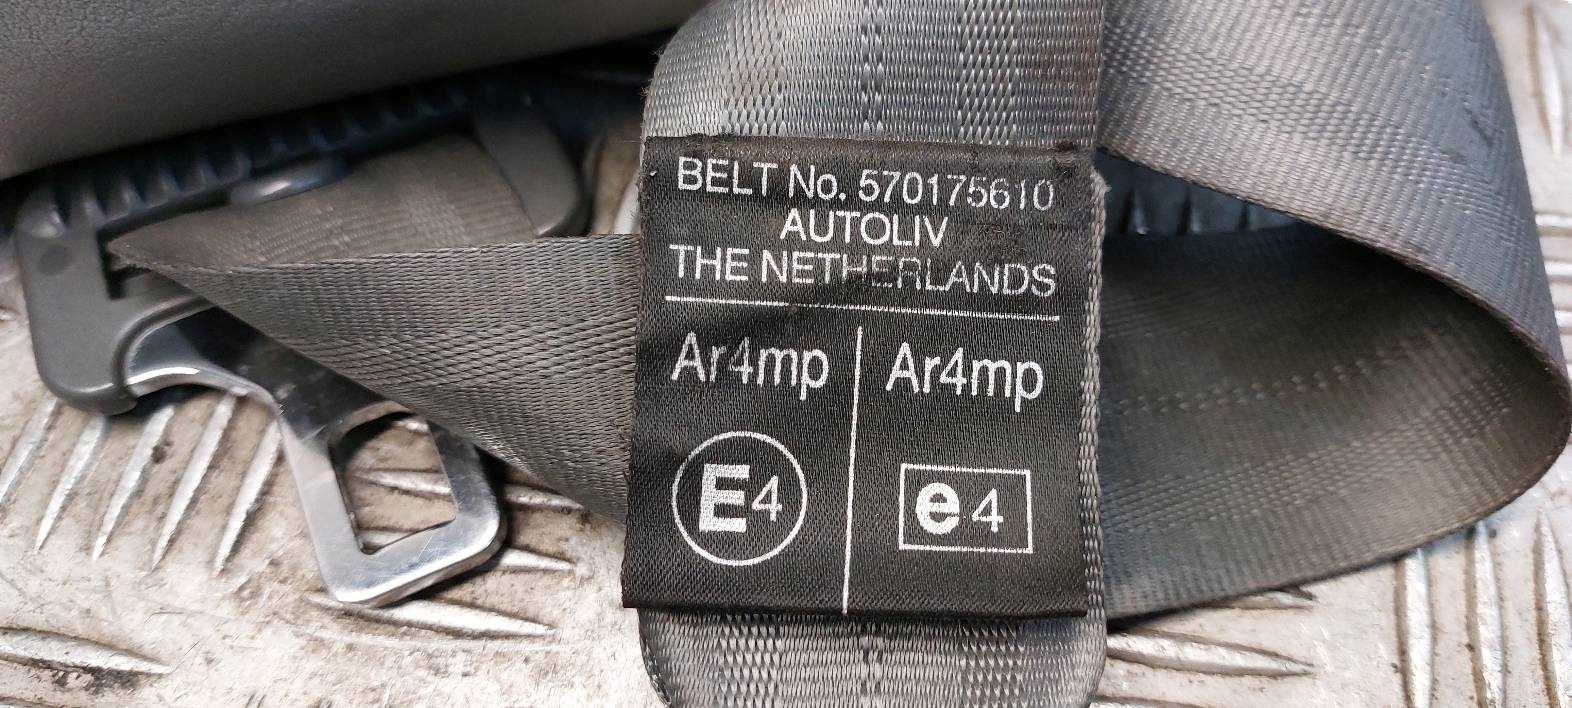 BELT No. 570175610
AUTOLIV
THE NETHERLANDS
Ar4mp Ar4mp
E4 e4